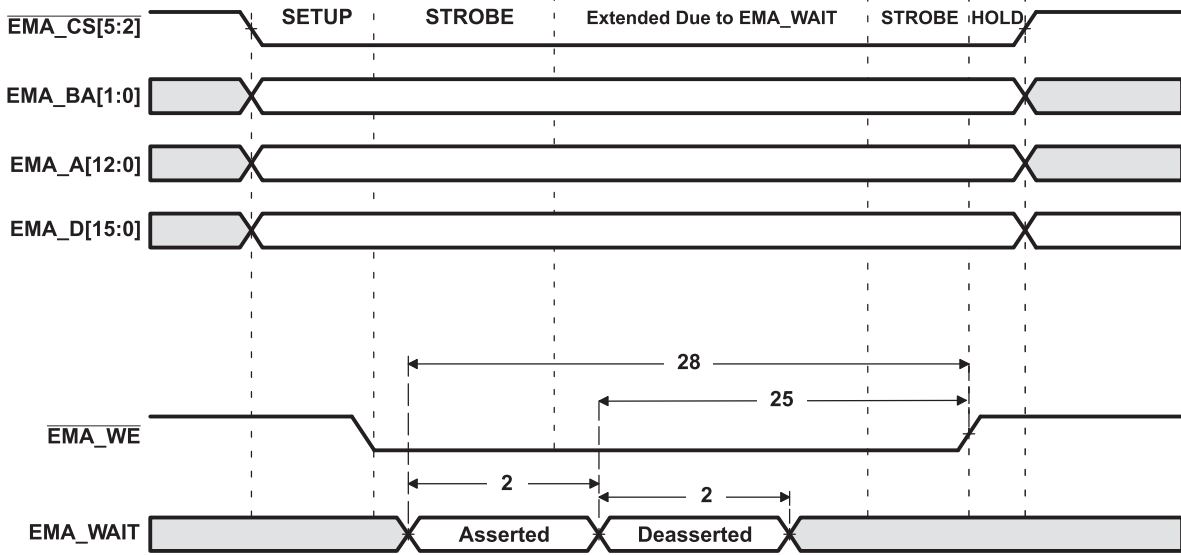 SETUP STROBE Extended Due to EMA_WAIT STROBE HOLD
EMA_CS[5:2]
EMA_BA[1:0]
EMA_A[12:0]
EMA_D[15:0]
28
25
EMA_WE
2
2
EMA_WAIT Asserted Deasserted